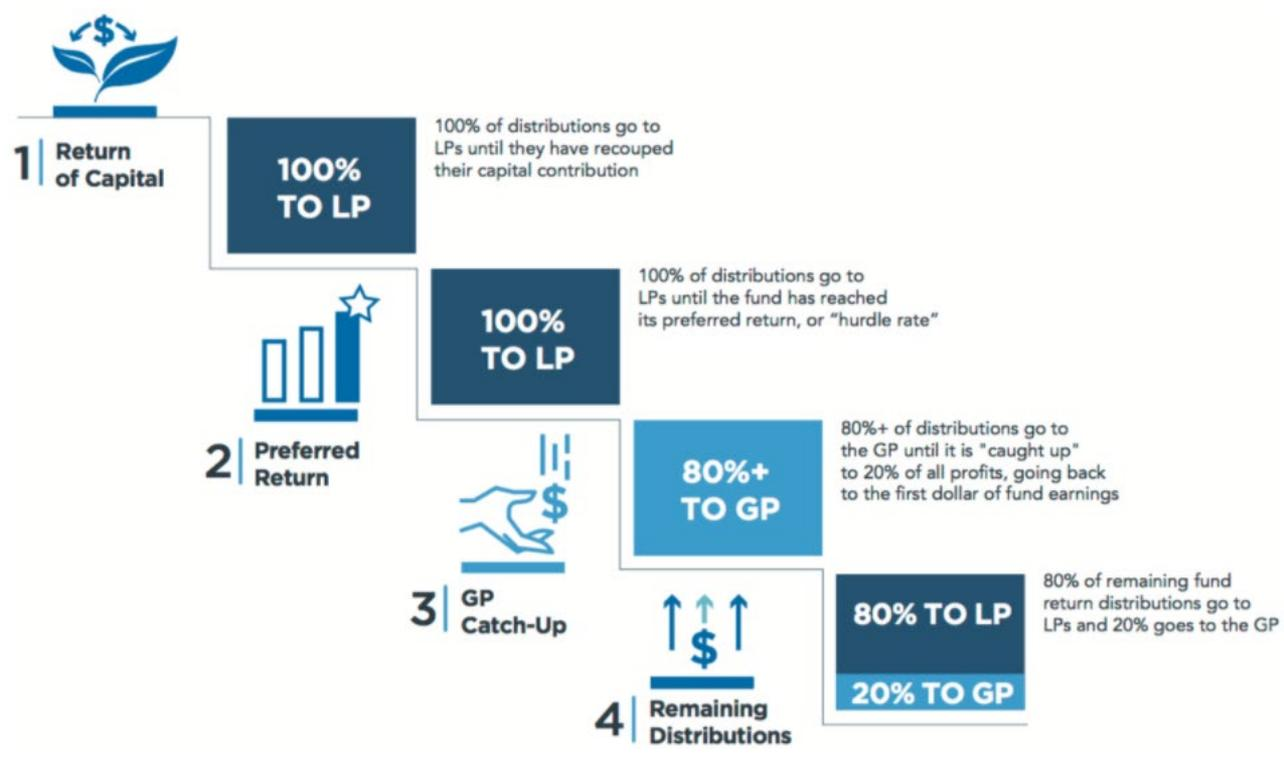 1
Return
of Capital
100%
TO LP
100% of distributions go to
LPs until they have recouped
their capital contribution
2
Preferred
Return
100%
TO LP
100% of distributions go to
LPs until the fund has reached
its preferred return, or “hurdle rate”
3
GP
Catch-Up
80%+
TO GP
80%+ of distributions go to
the GP until it is "caught up"
to 20% of all profits, going back
to the first dollar of fund earnings
4
Remaining
Distributions
80% TO LP
20% TO GP
80% of remaining fund
return distributions go to
LPs and 20% goes to the GP